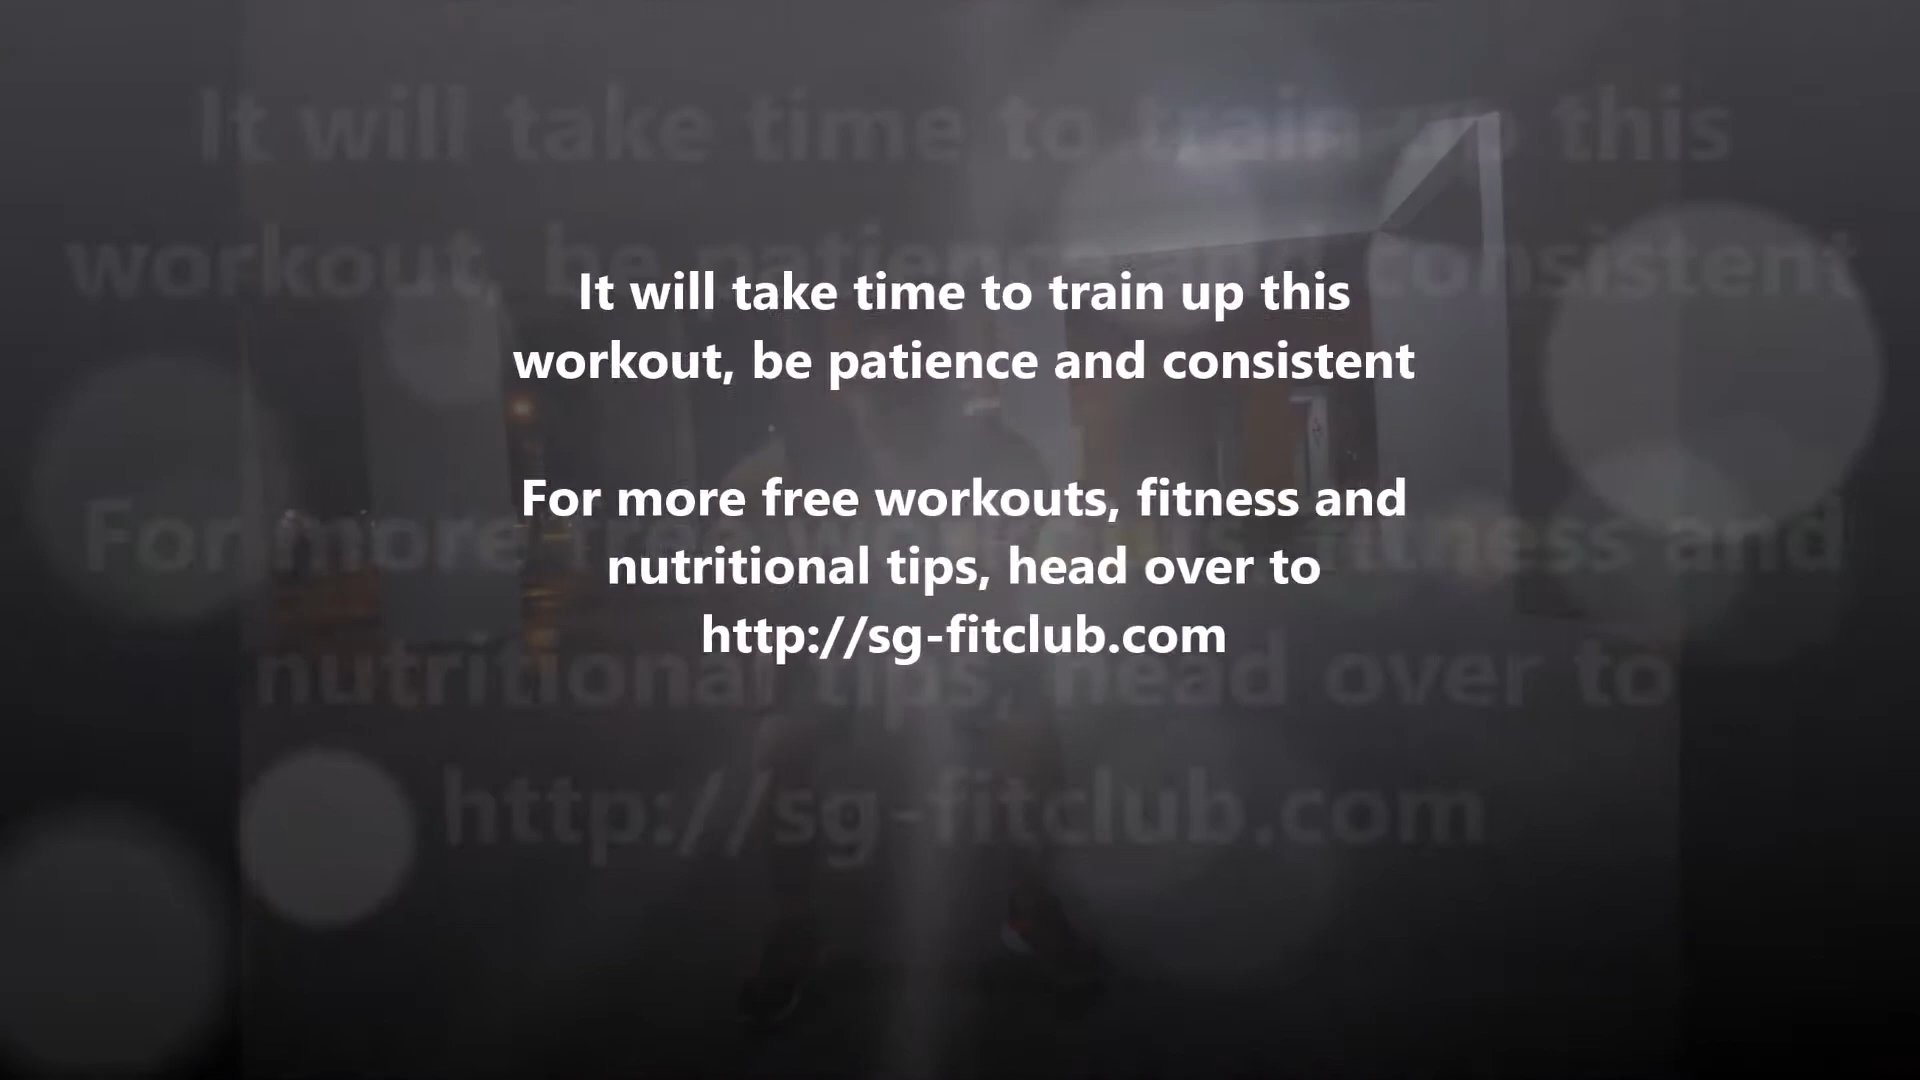 It will take time to train up this
workout, be patience and consistent
For more free workouts, fitness and
nutritional tips, head over to
http://sg-fitclub.com